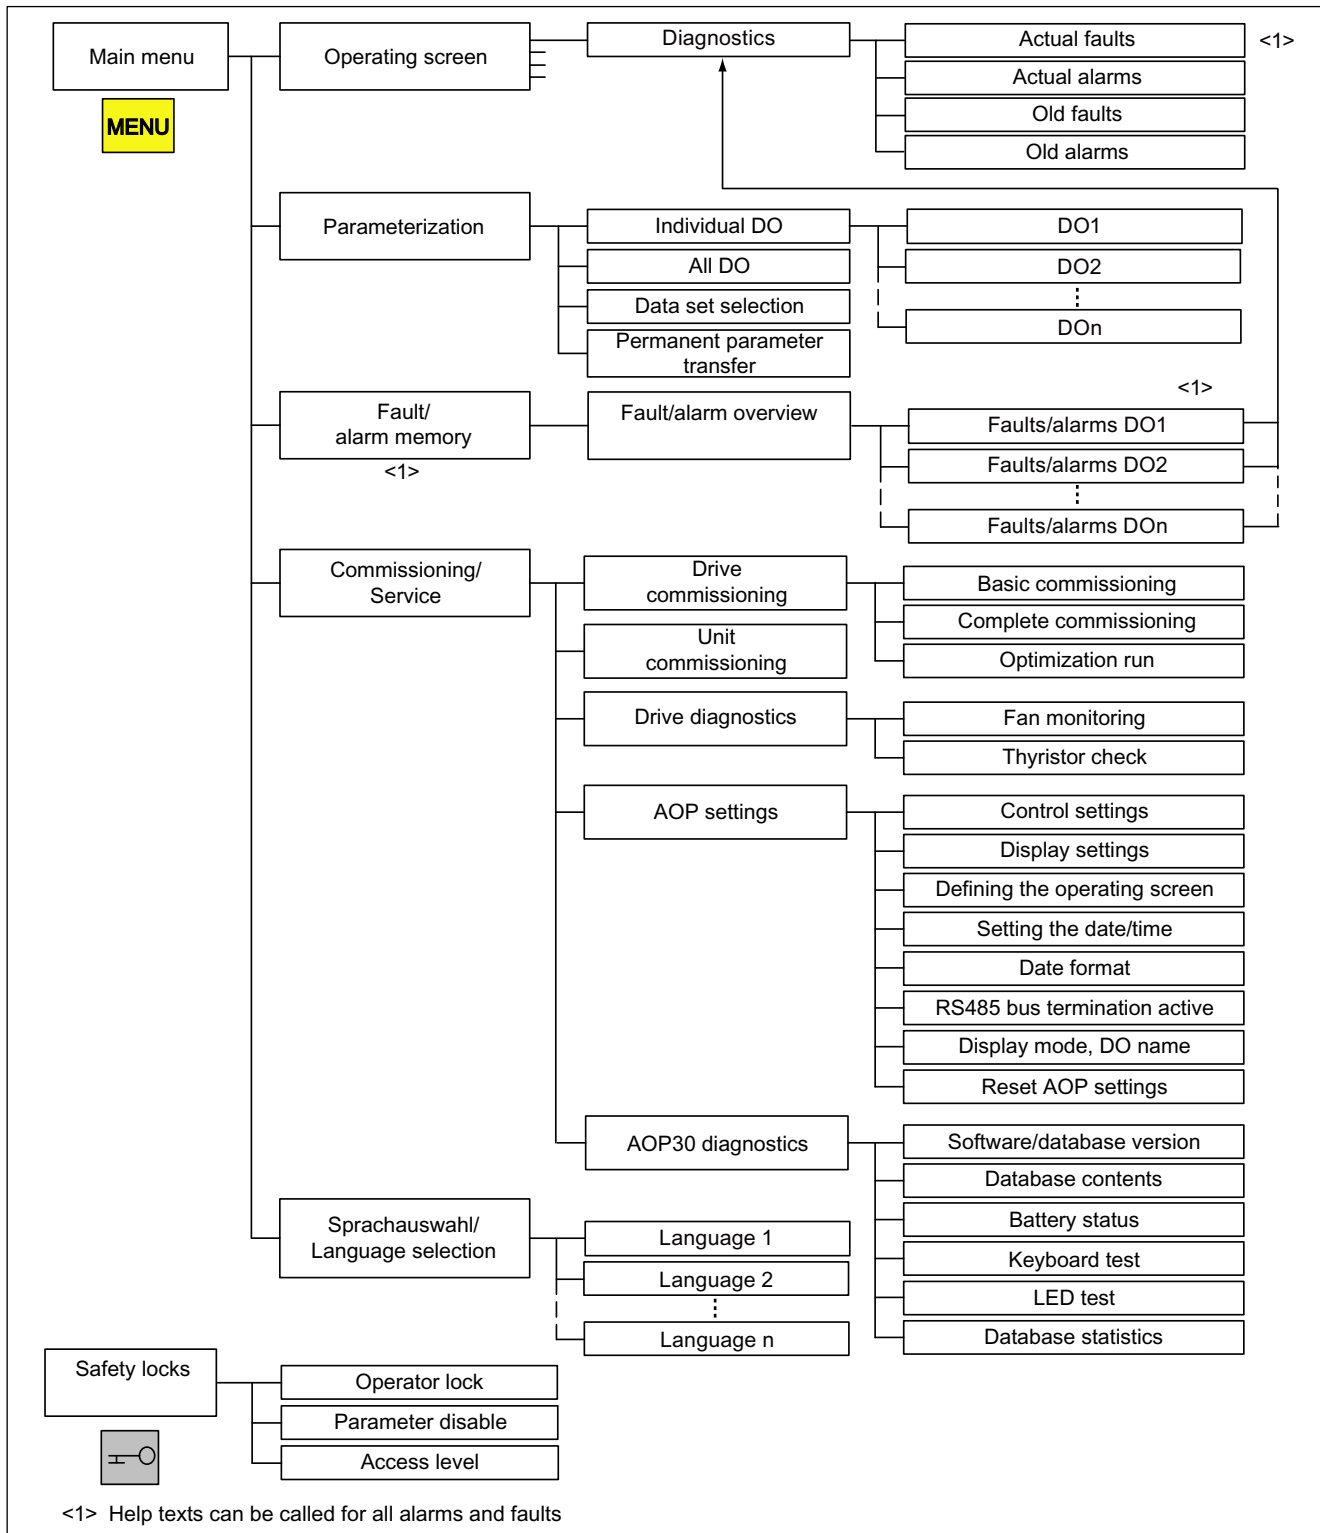 Main menu
MENU
Operating screen
Diagnostics
Actual faults
<1>
Actual alarms
Old faults
Old alarms
Parameterization
Individual DO
All DO
Data set selection
Permanent parameter
transfer
DO1
DO2
DOn
Fault/
alarm memory
<1>
Fault/alarm overview
<1>
Faults/alarms DO1
Faults/alarms DO2
Faults/alarms DOn
Commissioning/
Service
Drive
commissioning
Basic commissioning
Complete commissioning
Optimization run
Unit
commissioning
Drive diagnostics
Fan monitoring
Thyristor check
AOP settings
Control settings
Display settings
Defining the operating screen
Setting the date/time
Date format
RS485 bus termination active
Display mode, DO name
Reset AOP settings
AOP30 diagnostics
Software/database version
Database contents
Battery status
Keyboard test
LED test
Database statistics
Sprachauswahl/
Language selection
Language 1
Language 2
Language n
Safety locks
Operator lock
Parameter disable
Access level
<1> Help texts can be called for all alarms and faults